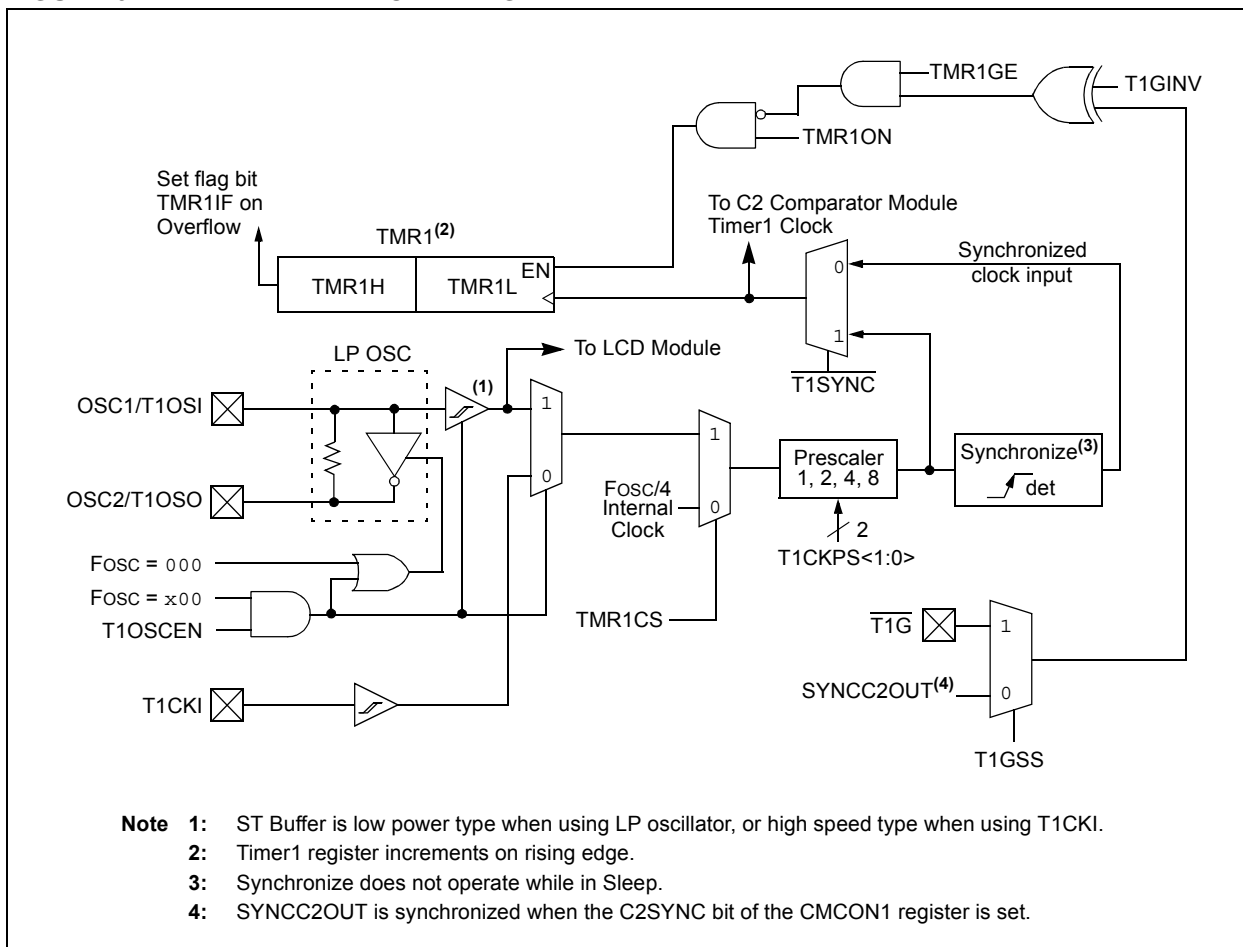 TMR1GE
T1GINV
TMR1ON
Set flag bit
TMR1IF on
Overflow
To C2 Comparator Module
Timer1 Clock
TMR1(2)
EN
TMR1H
TMR1L
0
1
Synchronized
clock input
T1SYNC
LP OSC
To LCD Module
(1)
OSC1/T1OSI
OSC2/T1OSO
1
0
1
0
FOSC/4
Internal
Clock
Prescaler
1, 2, 4, 8
2
T1CKPS<1:0>
Synchronize(3)
det
FOSC = 000
FOSC = x00
T1OSCEN
TMR1CS
T1CKI
T1G
1
SYNCC2OUT(4)
0
T1GSS
Note 1: ST Buffer is low power type when using LP oscillator, or high speed type when using T1CKI.
2: Timer1 register increments on rising edge.
3: Synchronize does not operate while in Sleep.
4: SYNCC2OUT is synchronized when the C2SYNC bit of the CMCON1 register is set.